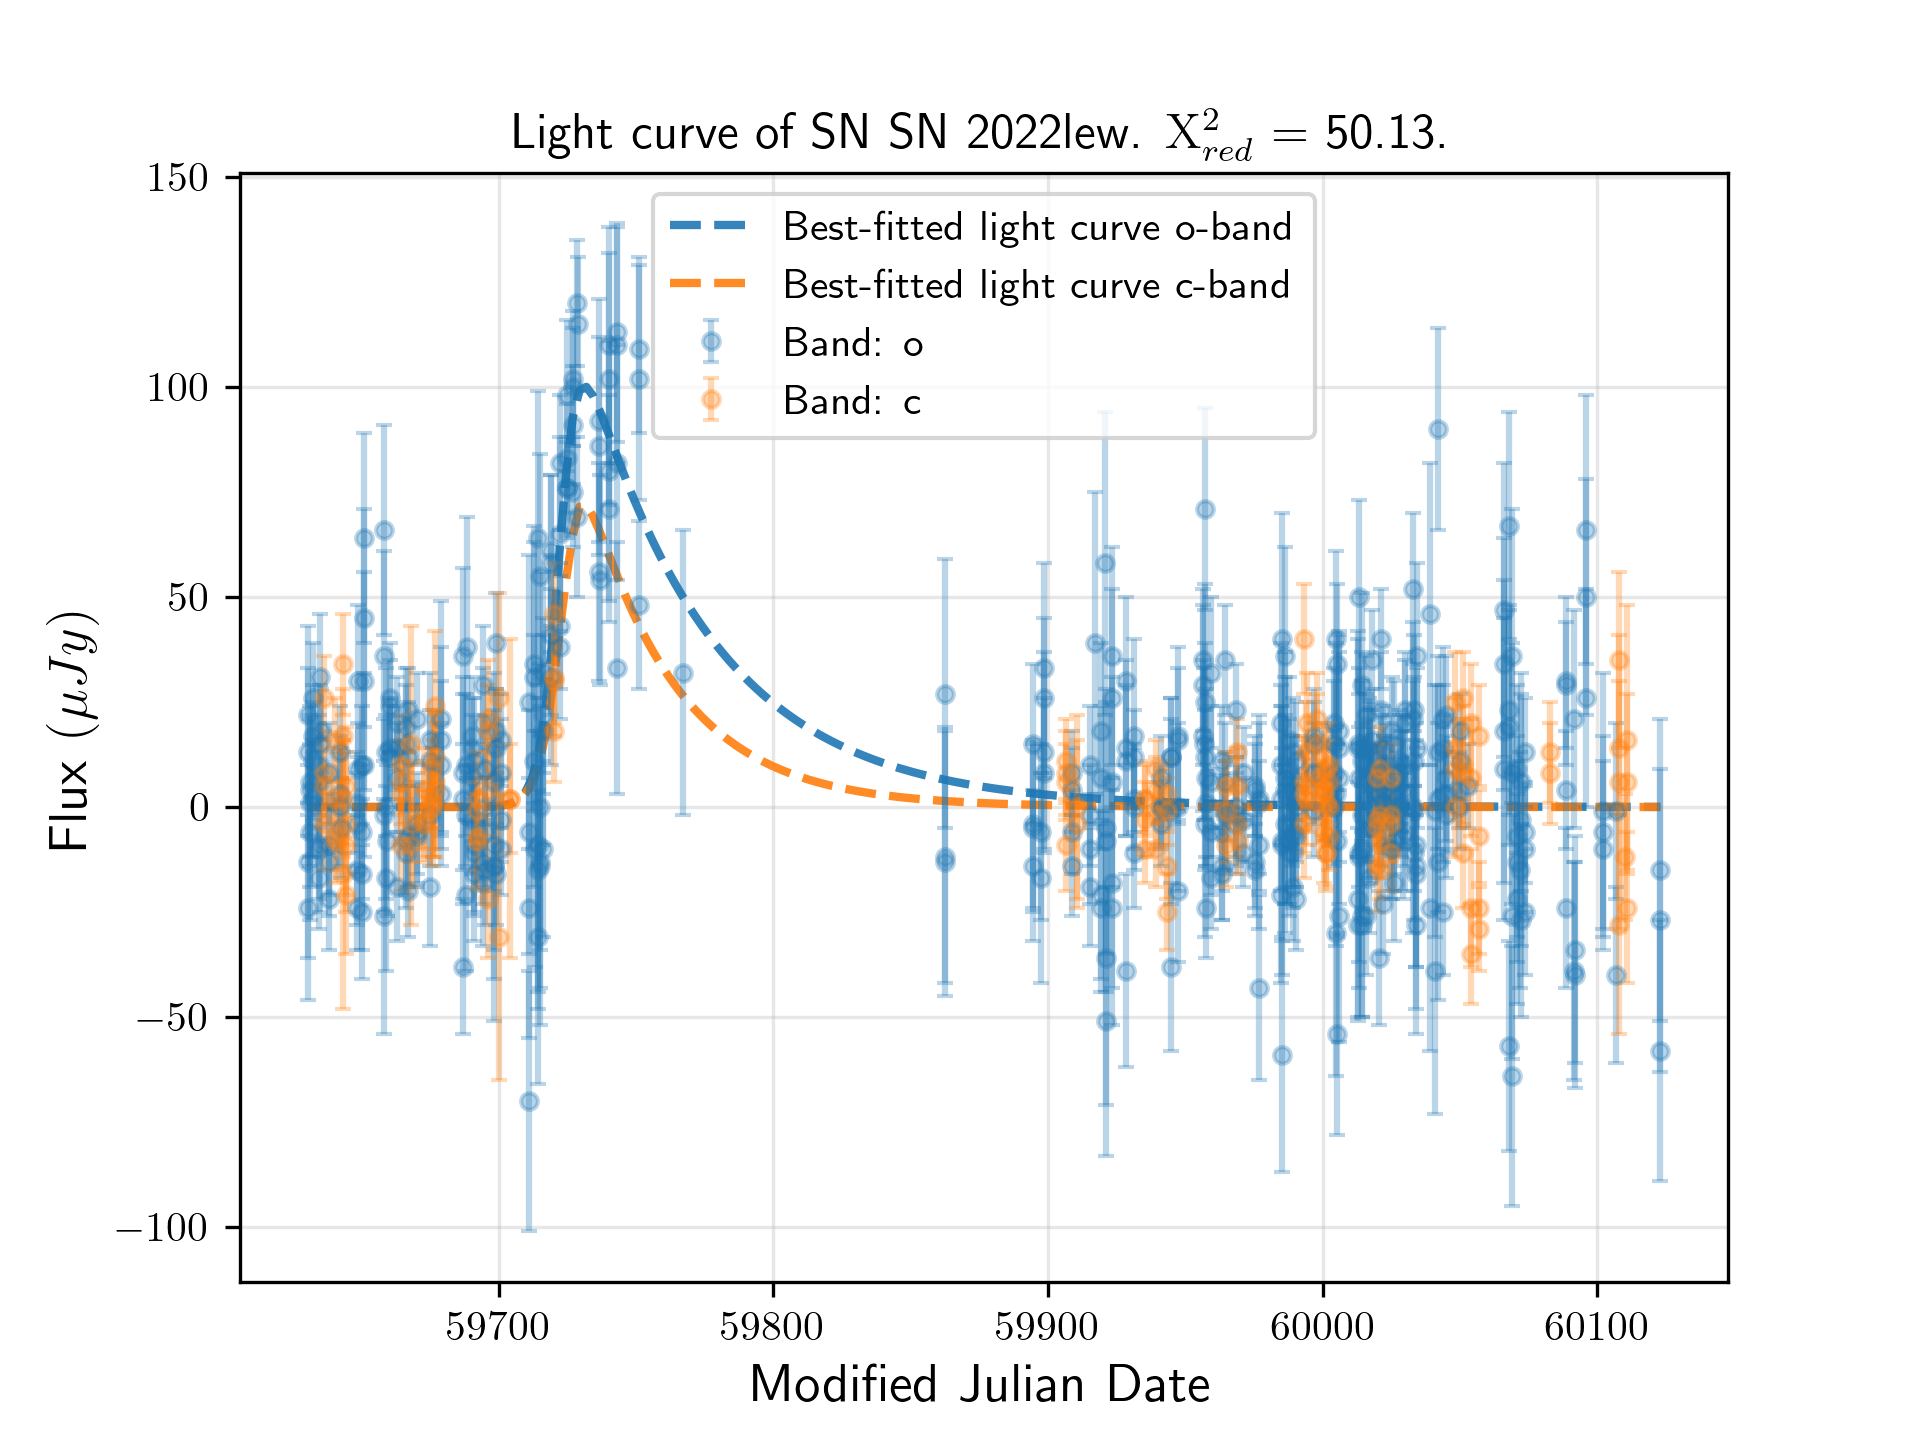 Light curve of SN SN 2022lew. X²_red = 50.13.
Best-fitted light curve o-band
Best-fitted light curve c-band
Band: o
Band: c
Flux (μJy)
150
100
50
0
−50
−100
59700 59800 59900 60000 60100
Modified Julian Date